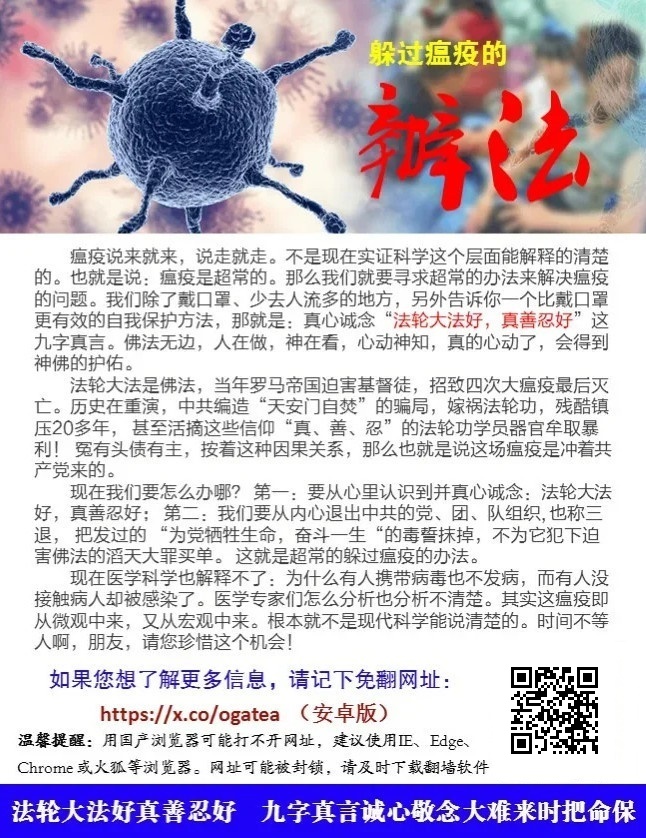 躲过瘟疫的
辦法
瘟疫说来就来，说走就走。不是现在实证科学这个层面能解释的清楚
的。也就是说：瘟疫是超常的。那么我们就要寻求超常的办法来解决瘟疫
的问题。我们除了戴口罩、少去人流多的地方，另外告诉你一个比戴口罩
更有效的自我保护方法，那就是：真心诚念“法轮大法好，真善忍好”这
九字真言。佛法无边，人在做，神在看，心动神知，真的心动了，会得到
神佛的护佑。
法轮大法是佛法，当年罗马帝国迫害基督徒，招致四次大瘟疫最后灭
亡。历史在重演，中共编造“天安门自焚”的骗局，嫁祸法轮功，残酷镇
压20多年， 甚至活摘这些信仰“真、善、忍”的法轮功学员器官牟取暴
利！ 冤有头债有主，按着这种因果关系，那么也就是说这场瘟疫是冲着共
产党来的。
现在我们要怎么办哪？ 第一：要从心里认识到并真心诚念：法轮大法
好，真善忍好； 第二：我们要从内心退出中共的党、团、队组织,也称三
退， 把发过的 “为党牺牲生命，奋斗一生“的毒誓抹掉，不为它犯下迫
害佛法的滔天大罪买单。 这就是超常的躲过瘟疫的办法。
现在医学科学也解释不了：为什么有人携带病毒也不发病，而有人没
接触病人却被感染了。医学专家们怎么分析也分析不清楚。其实这瘟疫即
从微观中来，又从宏观中来。根本就不是现代科学能说清楚的。时间不等
人啊，朋友，请您珍惜这个机会！
如果您想了解更多信息，请记下免翻网址：
https://x.co/ogatea （安卓版）
温馨提醒：用国产浏览器可能打不开网址，建议使用IE、Edge、
Chrome 或火狐等浏览器。网址可能被封锁，请及时下载翻墙软件
法轮大法好真善忍好 九字真言诚心敬念大难来时把命保